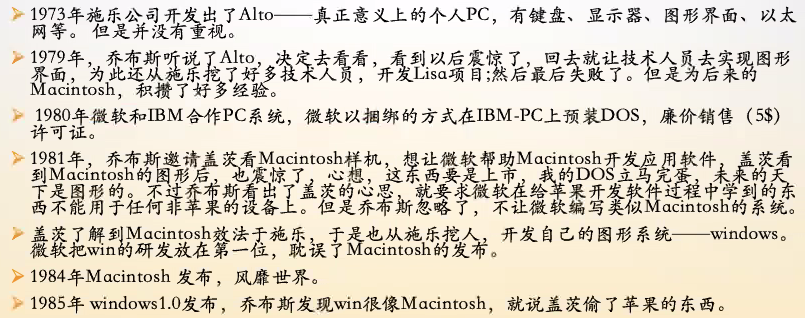 1973年施乐公司开发出了Alto——真正意义上的个人PC，有键盘、显示器、图形界面、以太
网等。 但是并没有重视。
1979年，乔布斯听说了Alto，决定去看看，看到以后震惊了，回去就让技术人员去实现图形
界面，为此还从施乐挖了好多技术人员，开发Lisa项目;然后最后失败了。但是为后来的
Macintosh，积攒了好多经验。
1980年微软和IBM合作PC系统，微软以捆绑的方式在IBM-PC上预装DOS，廉价销售（5$）
许可证。
1981年，乔布斯邀请盖茨看Macintosh样机，想让微软帮助Macintosh开发应用软件，盖茨看
到Macintosh的图形后，也震惊了，心想，这东西要是上市，我的DOS立马完蛋，未来的天
下是图形的。不过乔布斯看出了盖茨的心思，就要求微软在给苹果开发软件过程中学到的东
西不能用于任何非苹果的设备上。但是乔布斯忽略了，不让微软编写类似Macintosh的系统。
盖茨了解到Macintosh效法于施乐，于是也从施乐挖人，开发自己的图形系统——windows。
微软把win的研发放在第一位，耽误了Macintosh的发布。
1984年Macintosh 发布，风靡世界。
1985年 windows1.0发布，乔布斯发现win很像Macintosh，就说盖茨偷了苹果的东西。